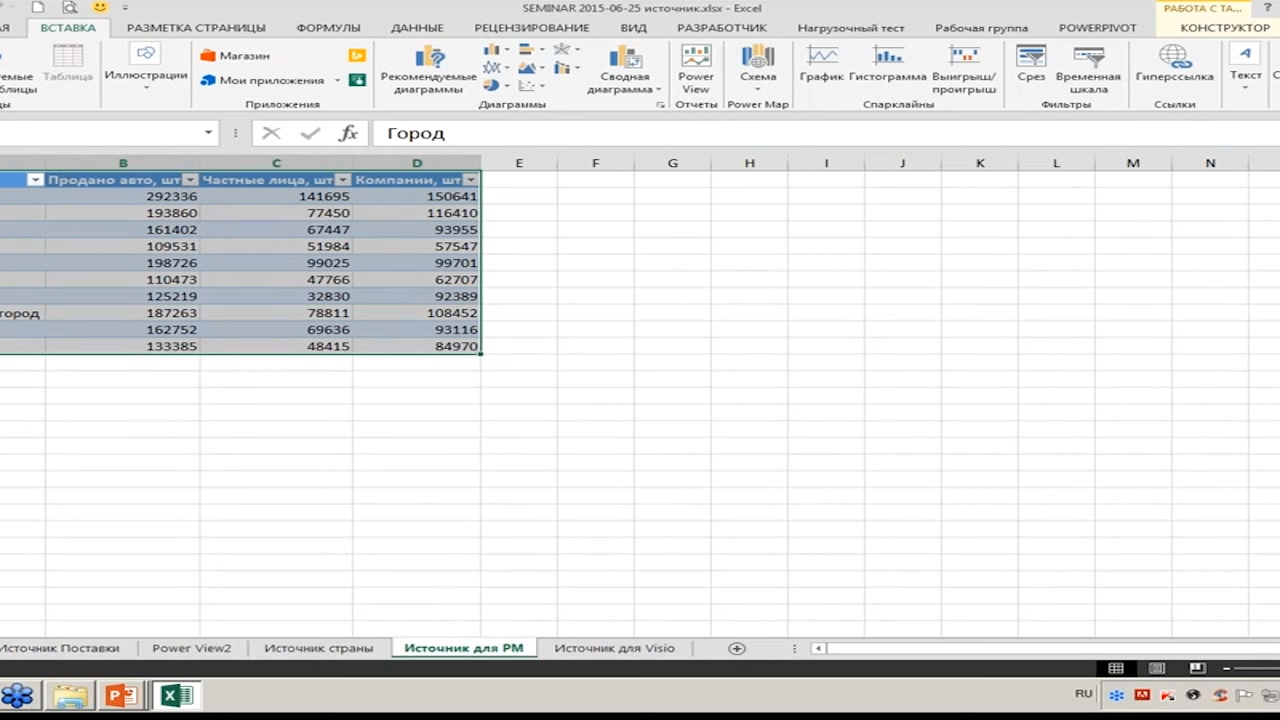 SEMINAR 2015-06-25 источник.xlsx - Excel
РАБОТА С ТА...
?
ВСТАВКА
РАЗМЕТКА СТРАНИЦЫ
ФОРМУЛЫ
ДАННЫЕ
РЕЦЕНЗИРОВАНИЕ
ВИД
РАЗРАБОТЧИК
Нагрузочный тест
Рабочая группа
POWERPIVOT
КОНСТРУКТОР
Таблица
Иллюстрации
Магазин
Мои приложения
Приложения
Рекомендуемые
диаграммы
Сводная
диаграмма
Диаграммы
Power
View
Отчеты
Схема
Power Map
График
Гистограмма
Выигрыш/
проигрыш
Спарклайны
Срез
Временная
шкала
Фильтры
Гиперссылка
Ссылки
Текст
fx
Город
B C D E F G H I J K L M N
Продано авто, шт Частные лица, шт Компании, шт
292336 141695 150641
193860 77450 116410
161402 67447 93955
109531 51984 57547
198726 99025 99701
110473 47766 62707
125219 32830 92389
город 187263 78811 108452
162752 69636 93116
133385 48415 84970
Источник Поставки
Power View2
Источник страны
Источник для PM
Источник для Visio
RU